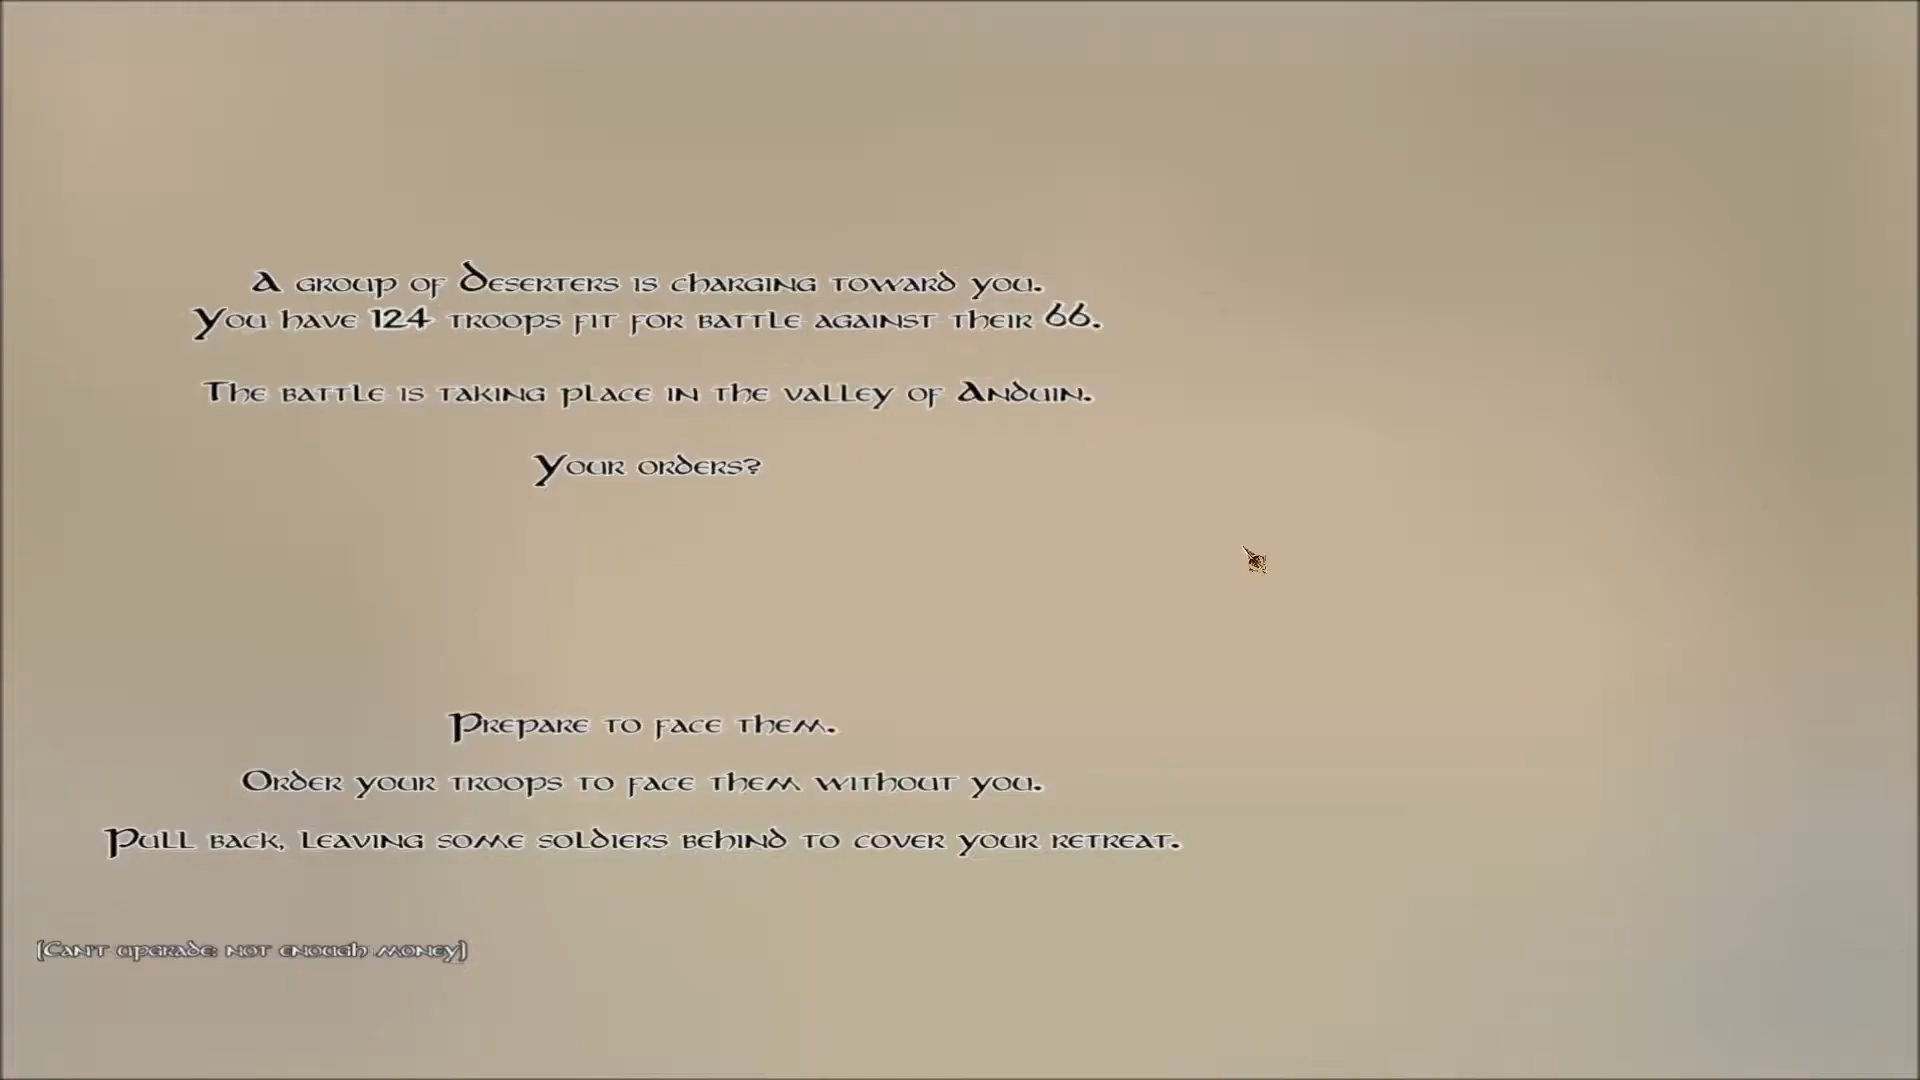 A group of Deserters is charging toward you.
You have 124 troops fit for battle against their 66.
The battle is taking place in the valley of Anduin.
Your orders?
Prepare to face them.
Order your troops to face them without you.
Pull back, leaving some soldiers behind to cover your retreat.
[Can't upgrade: not enough money]